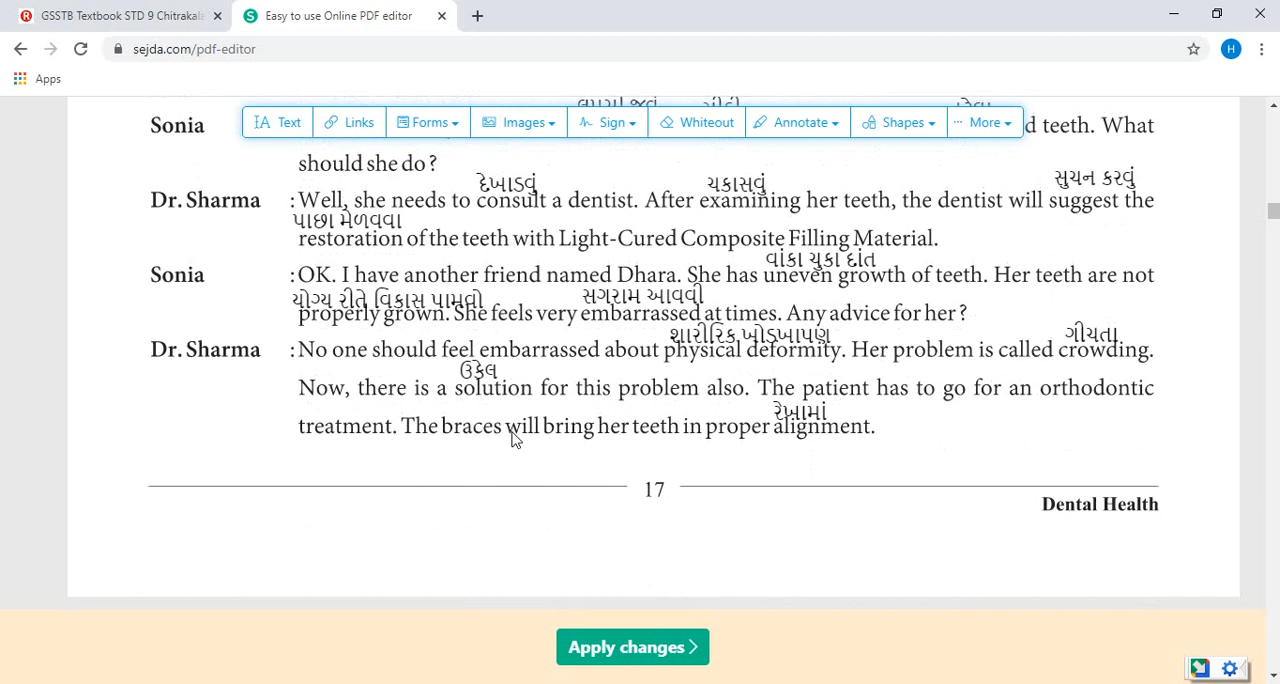 GSSTB Textbook STD 9 Chitrakala
Easy to use Online PDF editor
sejda.com/pdf-editor
H
Apps
Text Links Forms Images Sign Whiteout Annotate Shapes More
Sonia
d teeth. What
should she do ?
દેખાડવું ચકાસવું સુચન કરવું
Dr. Sharma : Well, she needs to consult a dentist. After examining her teeth, the dentist will suggest the
પાછા મેળવવા
restoration of the teeth with Light-Cured Composite Filling Material.
વાંકા ચુકા દાંત
Sonia : OK. I have another friend named Dhara. She has uneven growth of teeth. Her teeth are not
યોગ્ય રીતે વિકાસ પામવો સગરામ આવવી
properly grown. She feels very embarrassed at times. Any advice for her ?
શારીરિક ખોડખાપણ ગીચતા
Dr. Sharma : No one should feel embarrassed about physical deformity. Her problem is called crowding.
ઉકેલ
Now, there is a solution for this problem also. The patient has to go for an orthodontic
રેખામાં
treatment. The braces will bring her teeth in proper alignment.
17
Dental Health
Apply changes